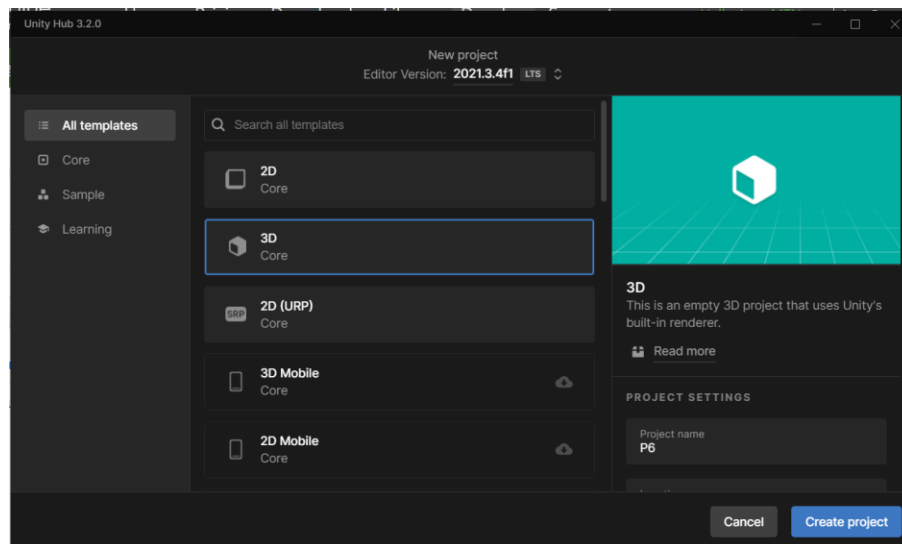 Unity Hub 3.2.0
New project
Editor Version: 2021.3.4f1 LTS
All templates
Core
Sample
Learning
Search all templates
2D
Core
3D
Core
2D (URP)
SRP
Core
3D Mobile
Core
2D Mobile
Core
3D
This is an empty 3D project that uses Unity's
built-in renderer.
Read more
PROJECT SETTINGS
Project name
P6
Cancel
Create project